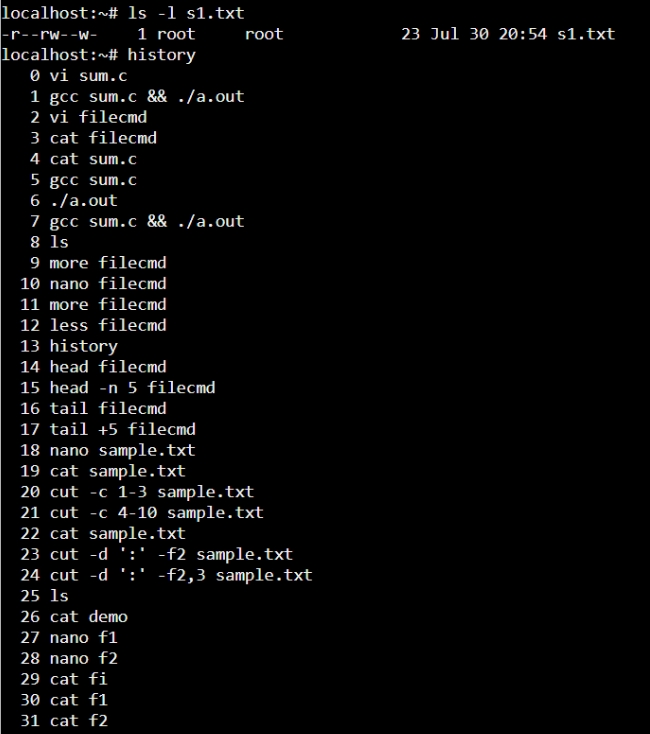 localhost:~# ls -l s1.txt
-r--rw--w-    1 root     root            23 Jul 30 20:54 s1.txt
localhost:~# history
   0 vi sum.c
   1 gcc sum.c && ./a.out
   2 vi filecmd
   3 cat filecmd
   4 cat sum.c
   5 gcc sum.c
   6 ./a.out
   7 gcc sum.c && ./a.out
   8 ls
   9 more filecmd
  10 nano filecmd
  11 more filecmd
  12 less filecmd
  13 history
  14 head filecmd
  15 head -n 5 filecmd
  16 tail filecmd
  17 tail +5 filecmd
  18 nano sample.txt
  19 cat sample.txt
  20 cut -c 1-3 sample.txt
  21 cut -c 4-10 sample.txt
  22 cat sample.txt
  23 cut -d ':' -f2 sample.txt
  24 cut -d ':' -f2,3 sample.txt
  25 ls
  26 cat demo
  27 nano f1
  28 nano f2
  29 cat fi
  30 cat f1
  31 cat f2